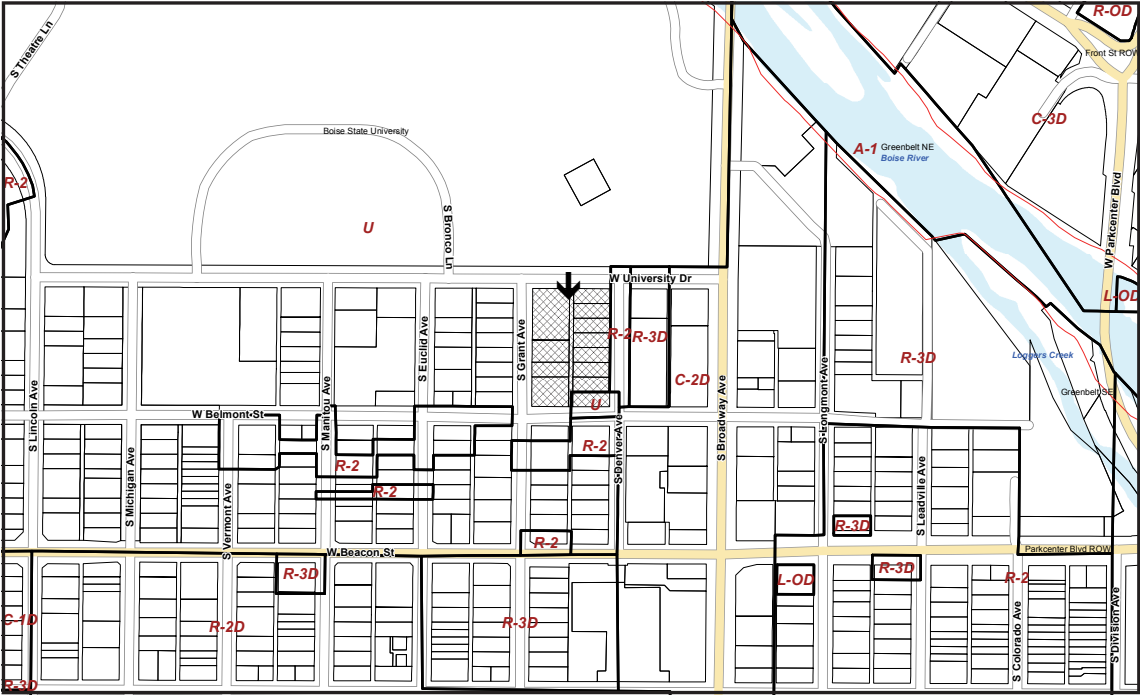 R-OD
S Theatre Ln
Front St ROW
C-3D
Boise State University
A-1
Greenbelt NE
Boise River
R-2
U
S Bronco Ln
W Parkcenter Blvd
W University Dr
L-OD
R-2
R-3D
S Grant Ave
S Euclid Ave
R-3D
Loggers Creek
C-2D
S Lincoln Ave
S Manitou Ave
S Broadway Ave
S Longmont Ave
Greenbelt SE
W Belmont St
U
S Denver Ave
R-2
R-2
S Michigan Ave
S Vermont Ave
R-2
S Leadville Ave
R-3D
R-2
W Beacon St
Parkcenter Blvd ROW
R-3D
L-OD
R-3D
R-2
C-1D
R-2D
R-3D
S Colorado Ave
S Division Ave
R-3D